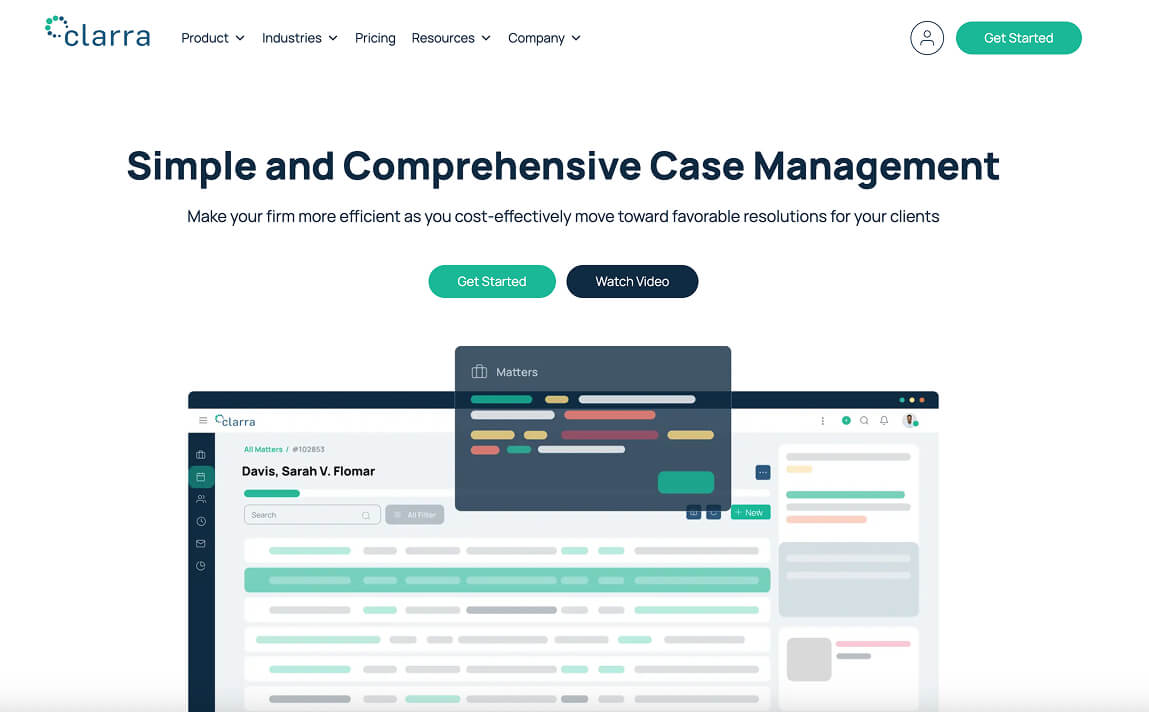 clarra
Product
Industries
Pricing
Resources
Company
Get Started
Simple and Comprehensive Case Management
Make your firm more efficient as you cost-effectively move toward favorable resolutions for your clients
Get Started
Watch Video
Matters
clarra
All Matters / #102853
Davis, Sarah V. Flomar
Search
All Filter
+ New